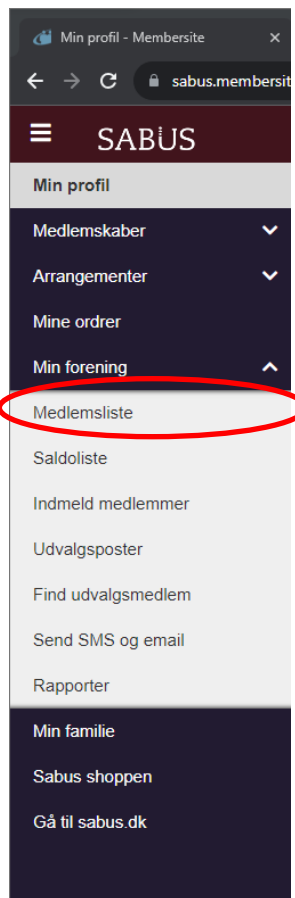 Min profil - Membersite
sabus.membersit
SABUS
Min profil
Medlemskaber
Arrangementer
Mine ordrer
Min forening
Medlemsliste
Saldoliste
Indmeld medlemmer
Udvalgsposter
Find udvalgsmedlem
Send SMS og email
Rapporter
Min familie
Sabus shoppen
Gå til sabus.dk